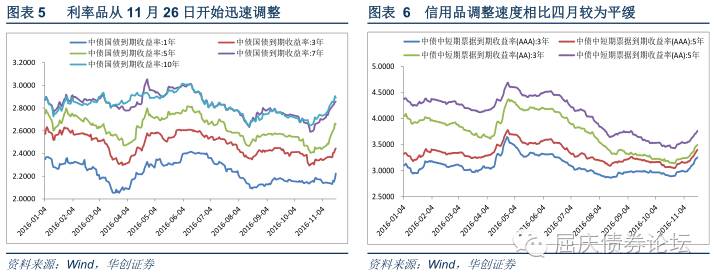 图表 5 利率品从 11 月 26 日开始迅速调整
中债国债到期收益率:1年
中债国债到期收益率:3年
中债国债到期收益率:5年
中债国债到期收益率:7年
中债国债到期收益率:10年
3.2000
3.0000
2.8000
2.6000
2.4000
2.2000
2.0000
2016-01-04
2016-02-04
2016-03-04
2016-04-04
2016-05-04
2016-06-04
2016-07-04
2016-08-04
2016-09-04
2016-10-04
2016-11-04
资料来源：Wind，华创证券
图表 6 信用品调整速度相比四月较为平缓
中债中短期票据到期收益率(AAA):3年
中债中短期票据到期收益率(AAA):5年
中债中短期票据到期收益率(AA):3年
中债中短期票据到期收益率(AA):5年
5.0000
4.5000
4.0000
3.5000
3.0000
2.5000
2016-01-04
2016-02-04
2016-03-04
2016-04-04
2016-05-04
2016-06-04
2016-07-04
2016-08-04
2016-09-04
2016-10-04
2016-11-04
资料来源：Wind，华创证券
屈庆债券论坛